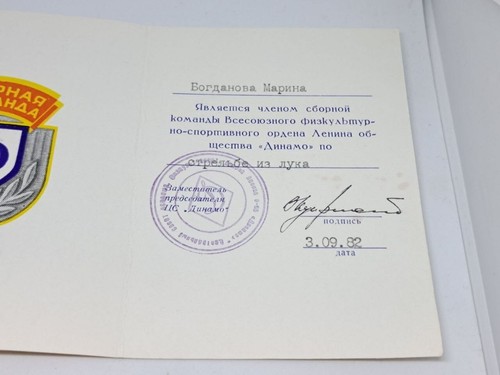 РНАЯ
НДА
Богданова Марина
Является членом сборной
команды Всесоюзного физкультур-
но-спортивного ордена Ленина об-
щества «Динамо» по
стрельбе из лука
Заместитель
председателя
ЦС „Динамо"
подпись
3.09.82
дата